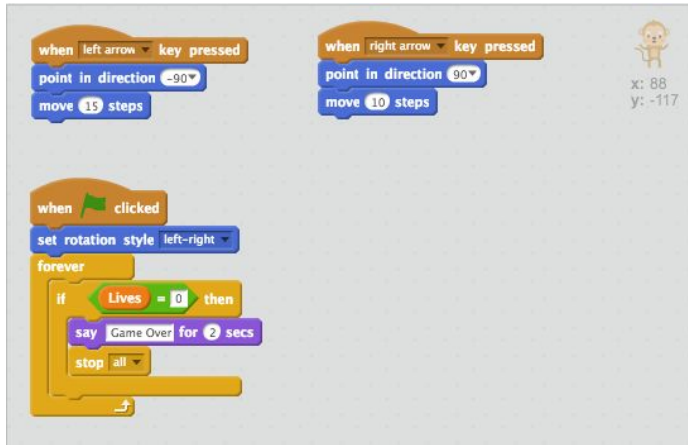 when left arrow key pressed
point in direction -90
move 15 steps
when right arrow key pressed
point in direction 90
move 10 steps
x: 88
y: -117
when clicked
set rotation style left-right
forever
if Lives = 0 then
say Game Over for 2 secs
stop all